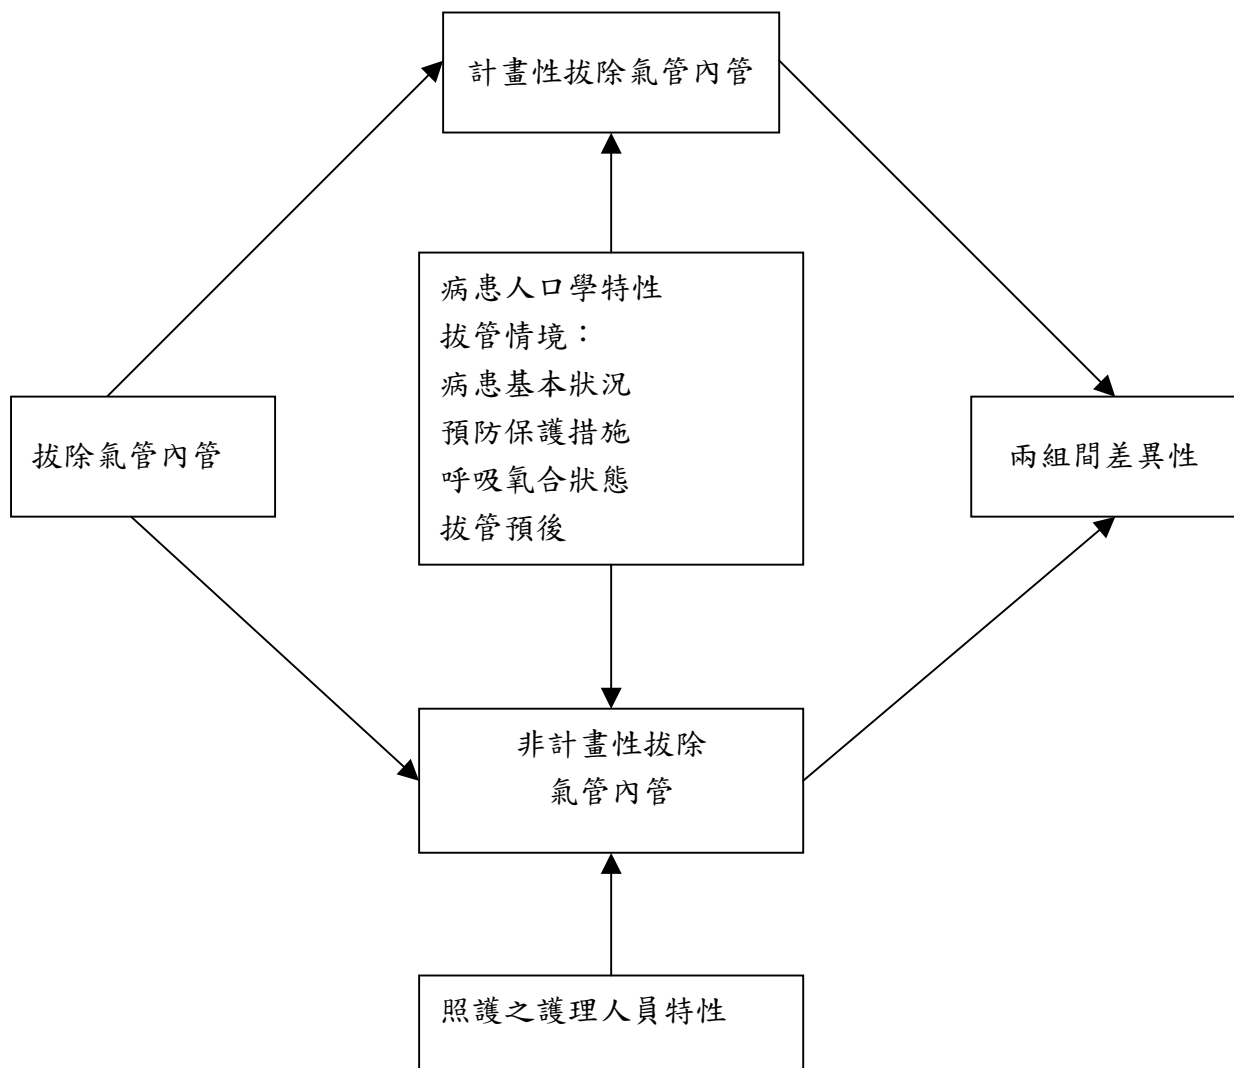 計畫性拔除氣管內管
病患人口學特性
拔管情境：
病患基本狀況
預防保護措施
呼吸氧合狀態
拔管預後
拔除氣管內管
兩組間差異性
非計畫性拔除
氣管內管
照護之護理人員特性